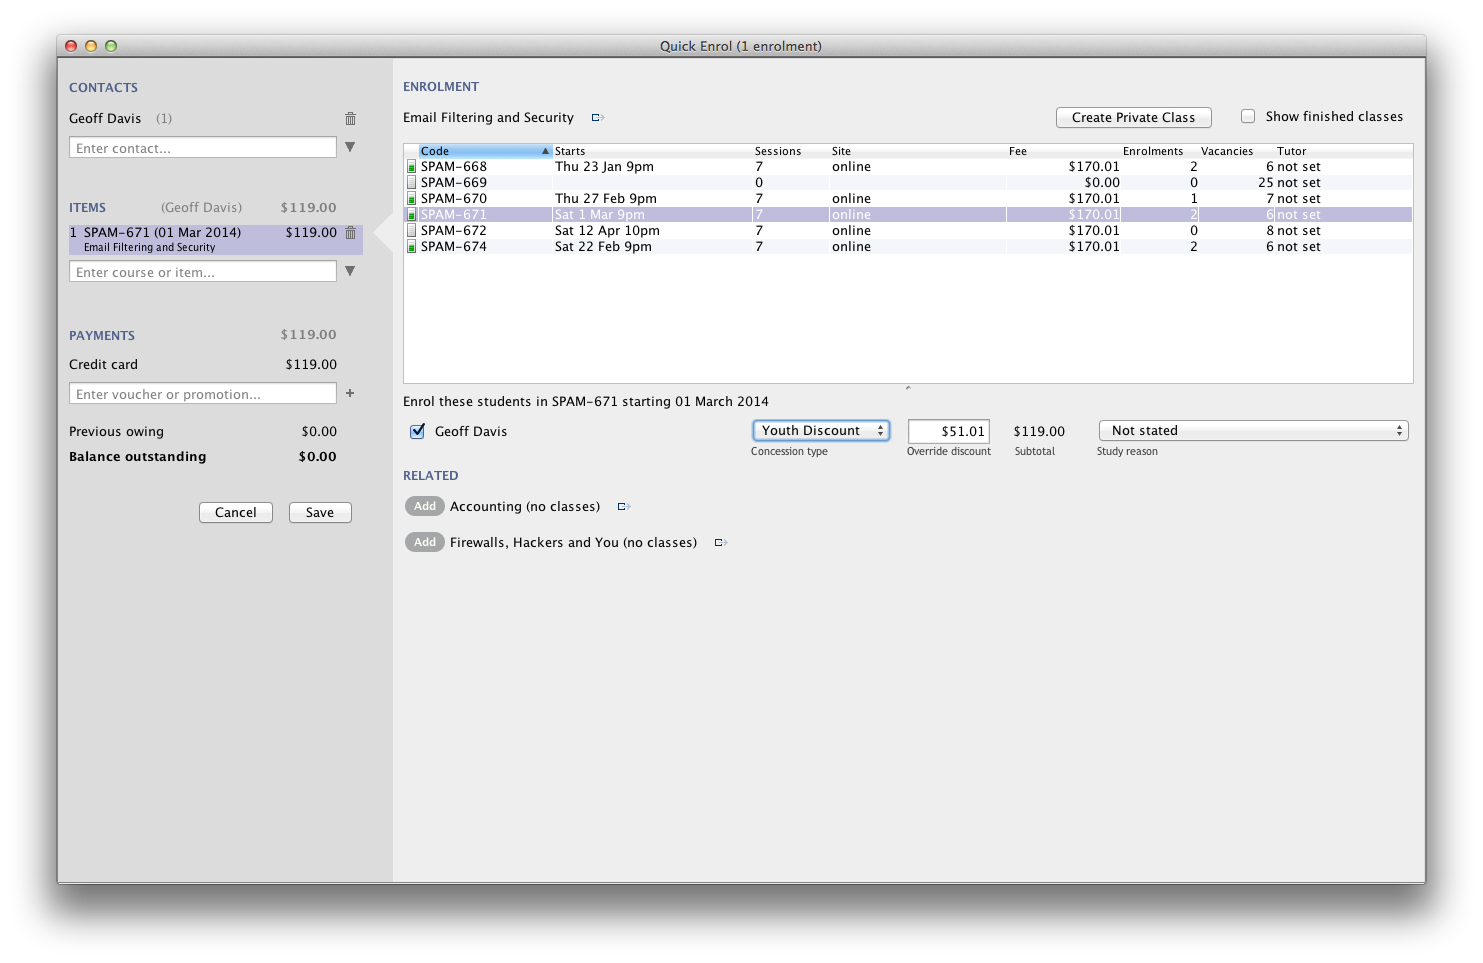 Quick Enrol (1 enrolment)
CONTACTS
Geoff Davis (1)
Enter contact...
ITEMS (Geoff Davis) $119.00
1 SPAM-671 (01 Mar 2014) $119.00
Email Filtering and Security
Enter course or item...
PAYMENTS $119.00
Credit card $119.00
Enter voucher or promotion...
Previous owing $0.00
Balance outstanding $0.00
Cancel Save
ENROLMENT
Email Filtering and Security Create Private Class Show finished classes
Code Starts Sessions Site Fee Enrolments Vacancies Tutor
SPAM-668 Thu 23 Jan 9pm 7 online $170.01 2 6 not set
SPAM-669 0 $0.00 0 25 not set
SPAM-670 Thu 27 Feb 9pm 7 online $170.01 1 7 not set
SPAM-671 Sat 1 Mar 9pm 7 online $170.01 2 6 not set
SPAM-672 Sat 12 Apr 10pm 7 online $170.01 0 8 not set
SPAM-674 Sat 22 Feb 9pm 7 online $170.01 2 6 not set
Enrol these students in SPAM-671 starting 01 March 2014
Geoff Davis Youth Discount $51.01 $119.00 Not stated
Concession type Override discount Subtotal Study reason
RELATED
Add Accounting (no classes)
Add Firewalls, Hackers and You (no classes)